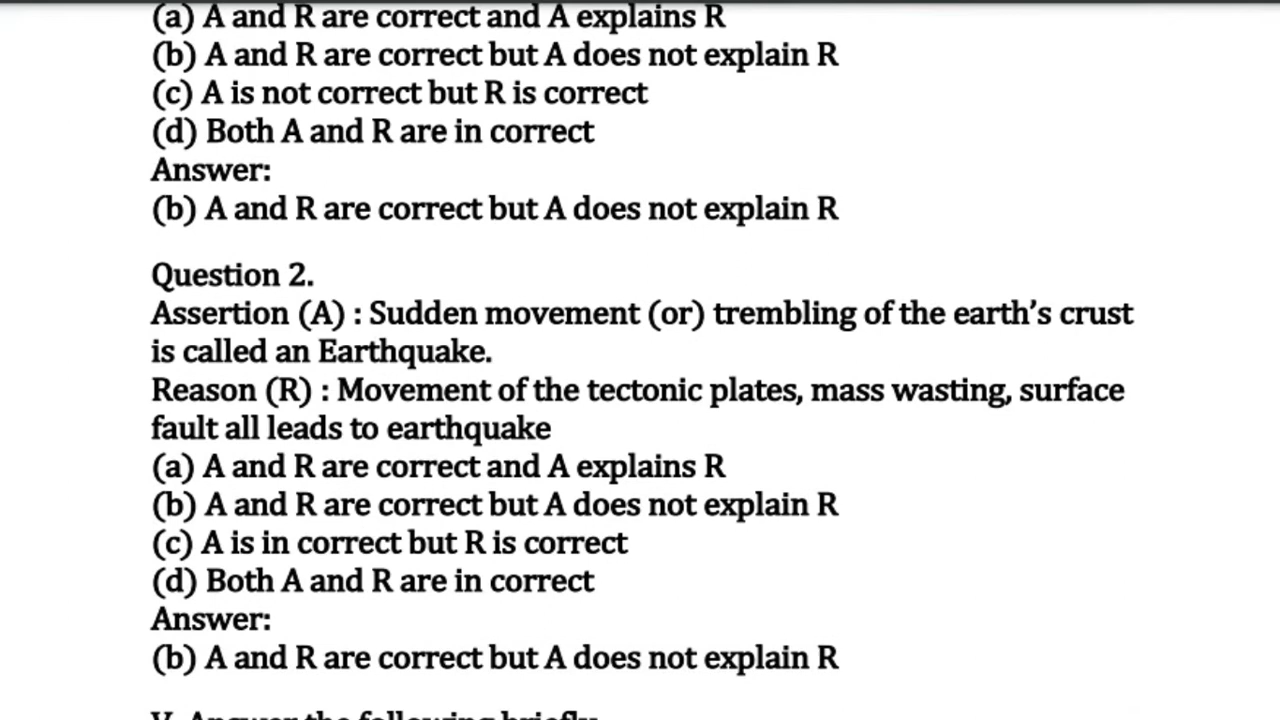 (a) A and R are correct and A explains R
(b) A and R are correct but A does not explain R
(c) A is not correct but R is correct
(d) Both A and R are in correct
Answer:
(b) A and R are correct but A does not explain R
Question 2.
Assertion (A) : Sudden movement (or) trembling of the earth’s crust
is called an Earthquake.
Reason (R) : Movement of the tectonic plates, mass wasting, surface
fault all leads to earthquake
(a) A and R are correct and A explains R
(b) A and R are correct but A does not explain R
(c) A is in correct but R is correct
(d) Both A and R are in correct
Answer:
(b) A and R are correct but A does not explain R
V. Answer the following briefly